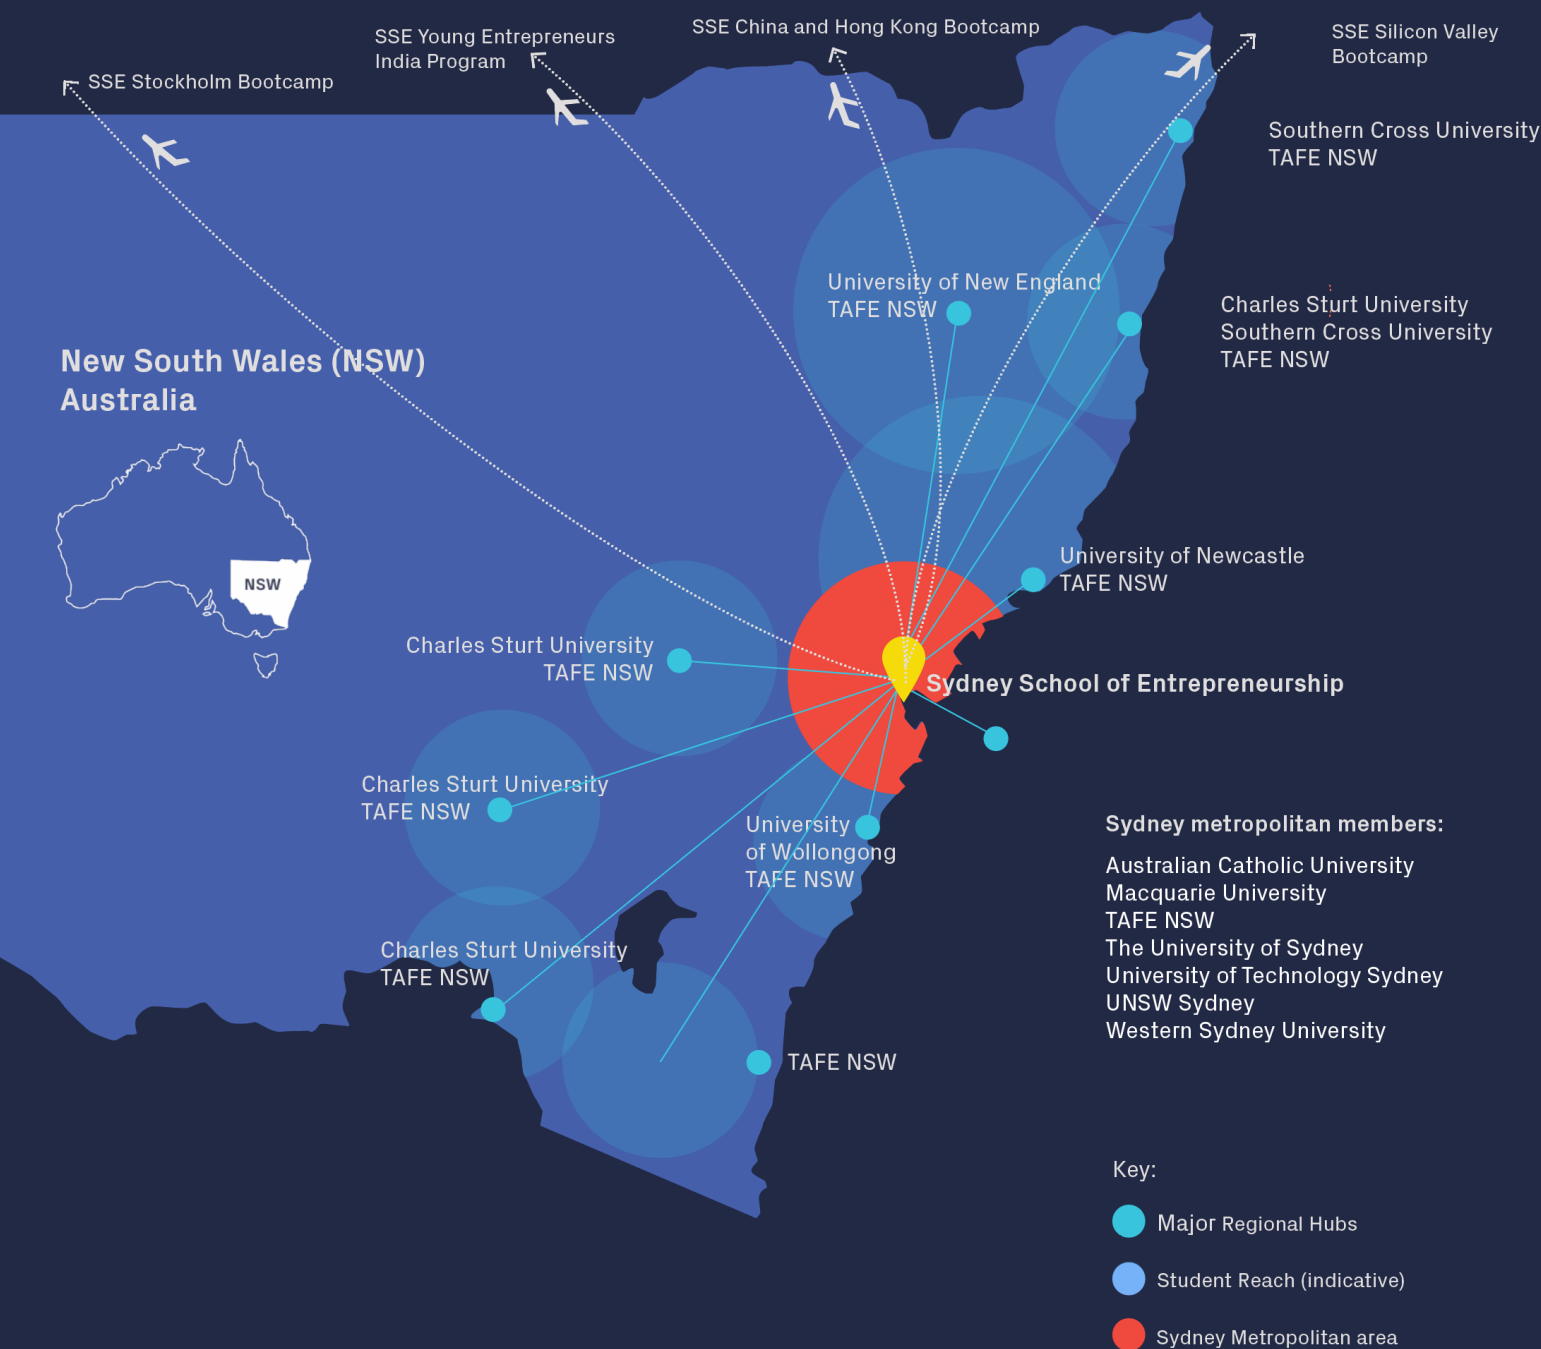 SSE Stockholm Bootcamp
SSE Young Entrepreneurs
India Program
SSE China and Hong Kong Bootcamp
SSE Silicon Valley
Bootcamp
Southern Cross University
TAFE NSW
University of New England
TAFE NSW
Charles Sturt University
Southern Cross University
TAFE NSW
New South Wales (NSW)
Australia
NSW
University of Newcastle
TAFE NSW
Charles Sturt University
TAFE NSW
Sydney School of Entrepreneurship
Charles Sturt University
TAFE NSW
University
of Wollongong
TAFE NSW
Charles Sturt University
TAFE NSW
TAFE NSW
Sydney metropolitan members:
Australian Catholic University
Macquarie University
TAFE NSW
The University of Sydney
University of Technology Sydney
UNSW Sydney
Western Sydney University
Key:
Major Regional Hubs
Student Reach (indicative)
Sydney Metropolitan area